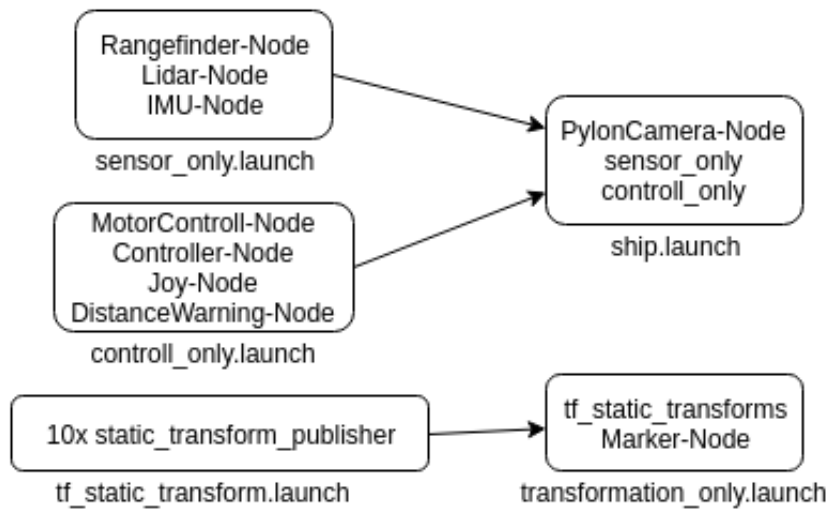 Rangefinder-Node
Lidar-Node
IMU-Node
sensor_only.launch
PylonCamera-Node
sensor_only
controll_only
ship.launch
MotorControll-Node
Controller-Node
Joy-Node
DistanceWarning-Node
controll_only.launch
10x static_transform_publisher
tf_static_transform.launch
tf_static_transforms
Marker-Node
transformation_only.launch